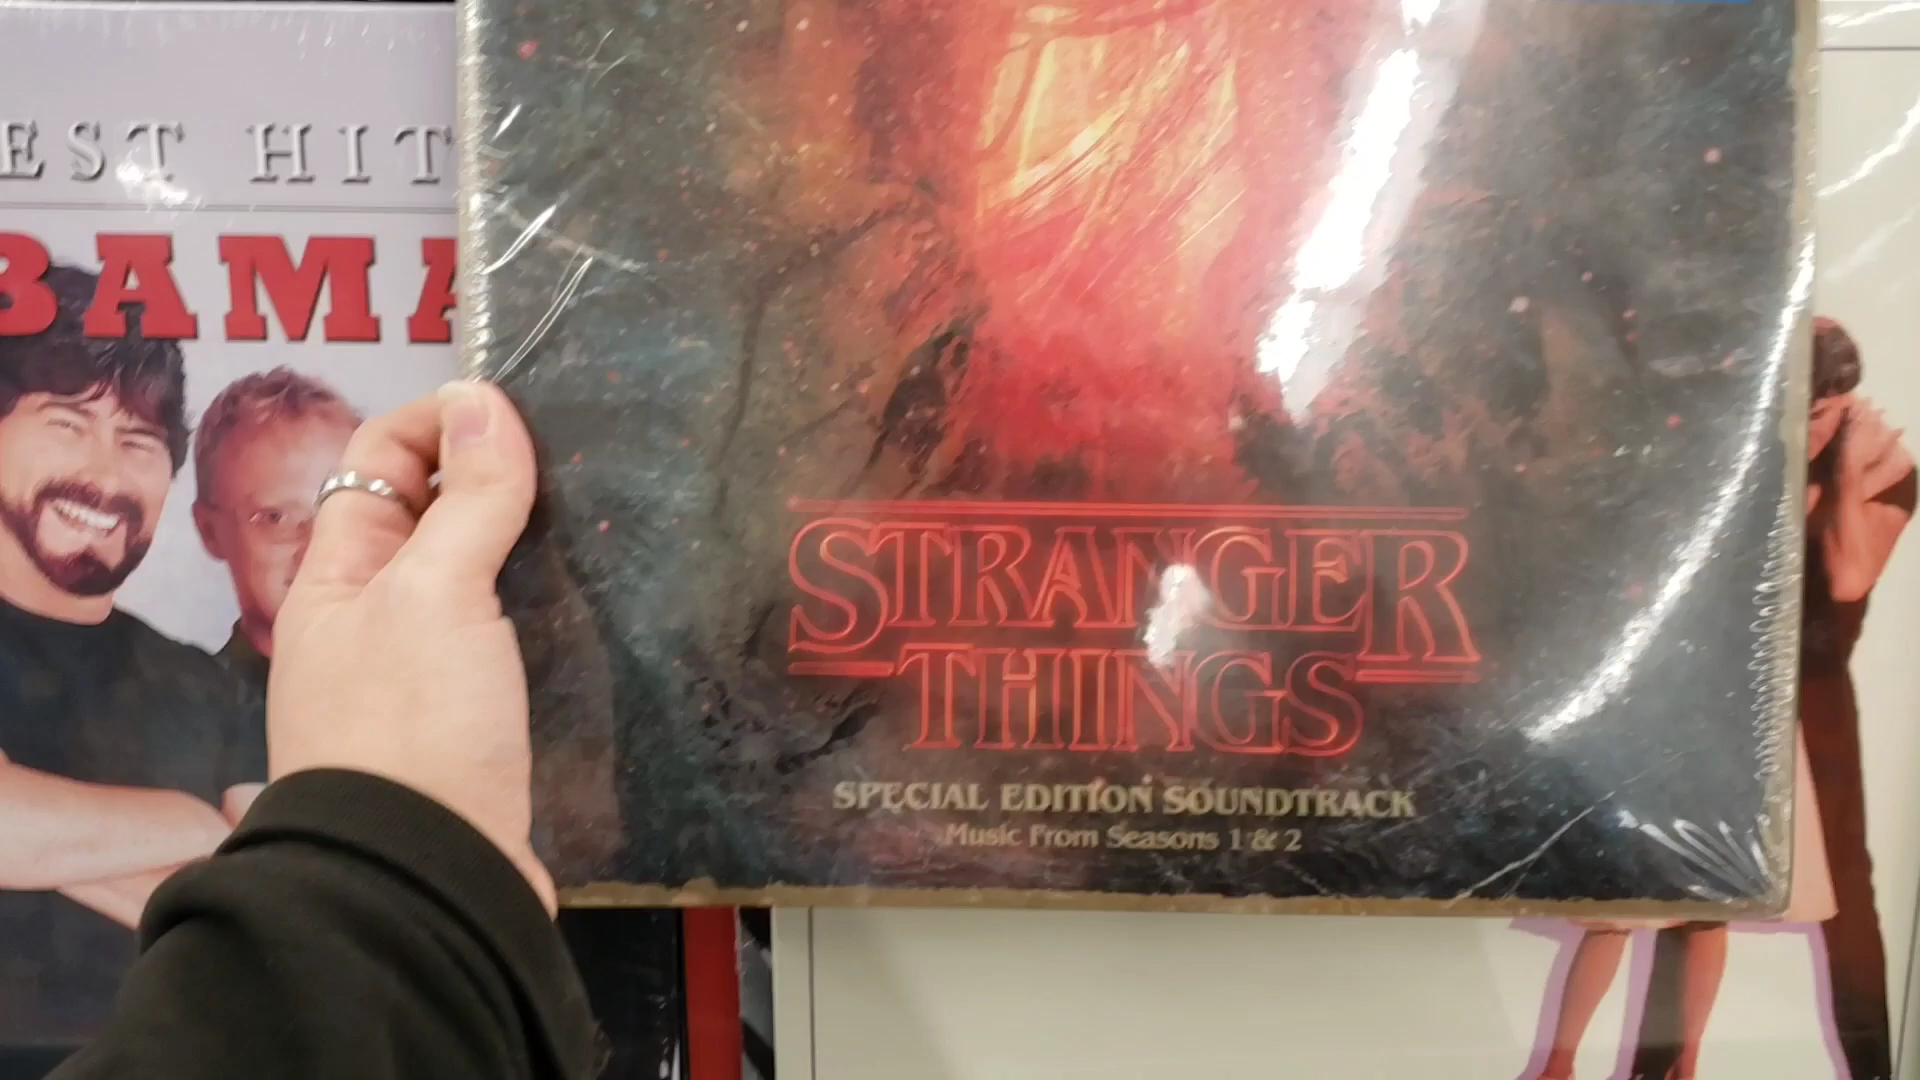 EST HIT
BAMA
STRANGER
THINGS
SPECIAL EDITION SOUNDTRACK
Music From Seasons 1 & 2